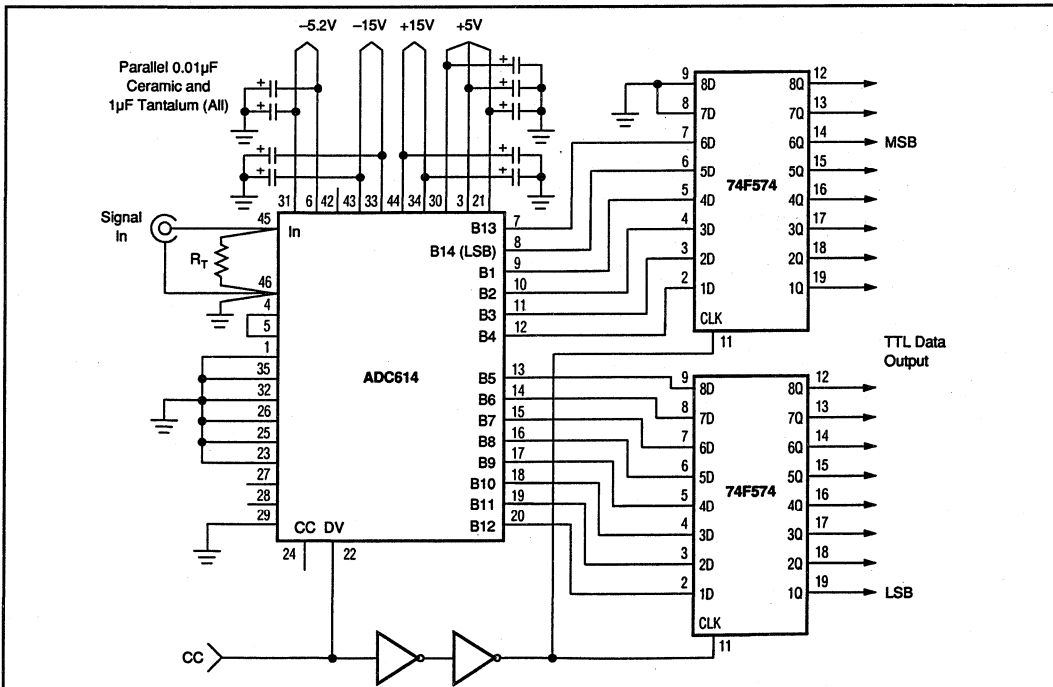 –5.2V –15V +15V +5V
Parallel 0.01µF
Ceramic and
1µF Tantalum (All)
+ + + + + + + + +
31 6 42 43 33 44 34 30 3 21
Signal
In
45
In
R_T
46
4
5
1
35
32
26
25
23
27
28
29
ADC614
CC DV
24 22
CC
B13 7
B14 (LSB) 8
B1 9
B2 10
B3 11
B4 12
B5 13
B6 14
B7 15
B8 16
B9 17
B10 18
B11 19
B12 20
9 8D 8Q 12
8 7D 7Q 13
7 6D 6Q 14 MSB
6 5D 5Q 15
74F574
5 4D 4Q 16
4 3D 3Q 17
3 2D 2Q 18
2 1D 1Q 19
CLK
11
TTL Data
Output
9 8D 8Q 12
8 7D 7Q 13
7 6D 6Q 14
6 5D 5Q 15
74F574
5 4D 4Q 16
4 3D 3Q 17
3 2D 2Q 18
2 1D 1Q 19 LSB
CLK
11